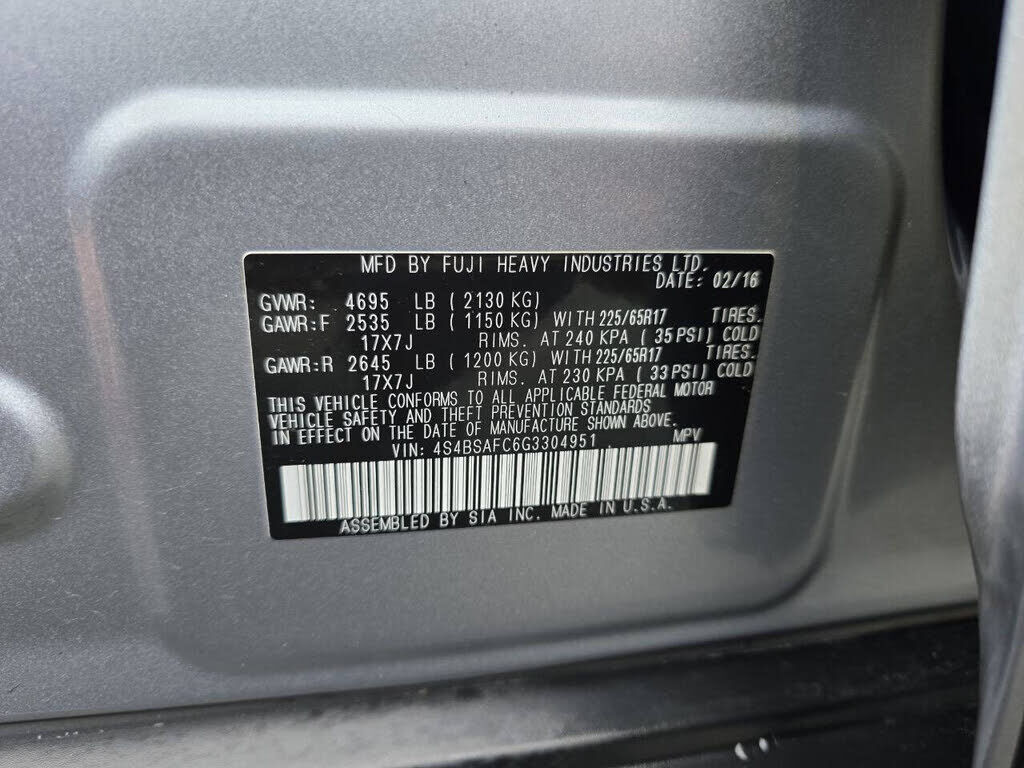 MFD BY FUJI HEAVY INDUSTRIES LTD.
DATE: 02/16
GVWR: 4695 LB ( 2130 KG)
GAWR:F 2535 LB ( 1150 KG) WITH 225/65R17 TIRES.
17X7J RIMS. AT 240 KPA ( 35 PSI) COLD
GAWR:R 2645 LB ( 1200 KG) WITH 225/65R17 TIRES.
17X7J RIMS. AT 230 KPA ( 33 PSI) COLD
THIS VEHICLE CONFORMS TO ALL APPLICABLE FEDERAL MOTOR
VEHICLE SAFETY AND THEFT PREVENTION STANDARDS
IN EFFECT ON THE DATE OF MANUFACTURE SHOWN ABOVE.
VIN: 4S4BSAFC6G3304951 MPV
ASSEMBLED BY SIA INC. MADE IN U.S.A.